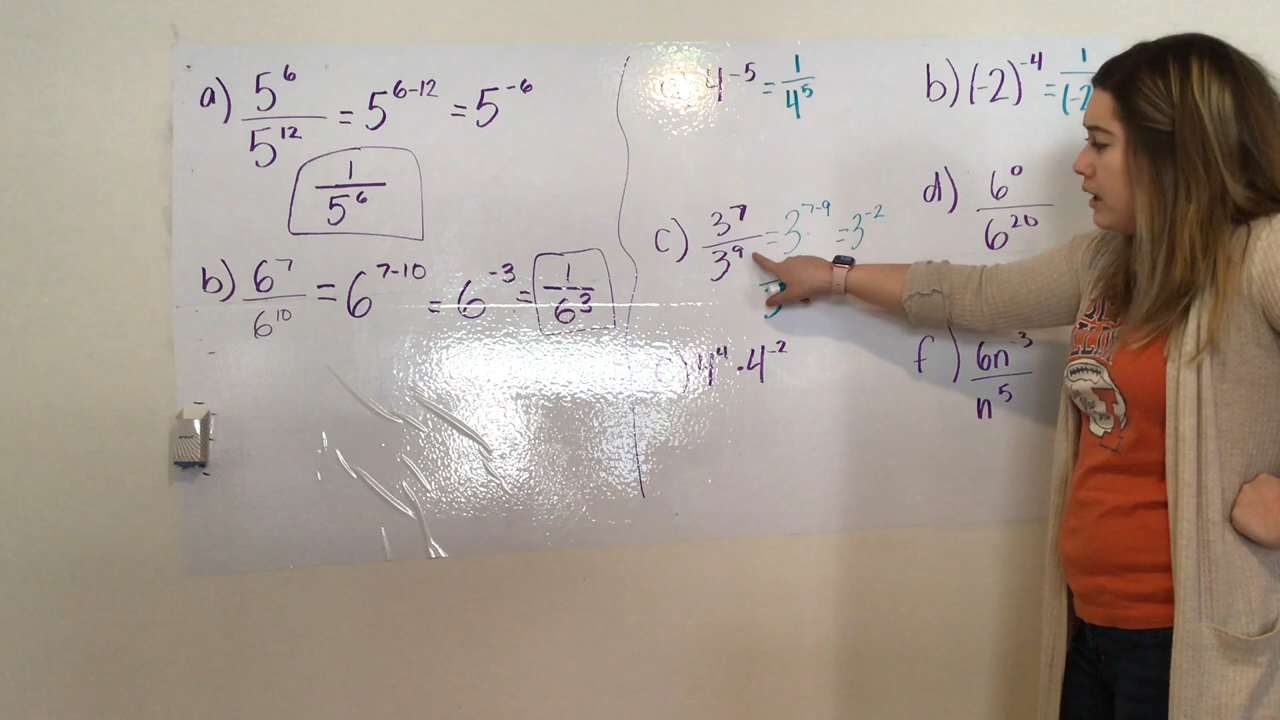 a) 5^6/5^12 = 5^(6-12) = 5^-6
1/5^6
b) 6^7/6^10 = 6^(7-10) = 6^-3 = 1/6^3
4^-5 = 1/4^5
b) (-2)^-4 = 1/(-2
c) 3^7/3^9 = 3^(7-9) = 3^-2
d) 6^0/6^20
) 4^4 · 4^-2
f) 6n^-3/n^5